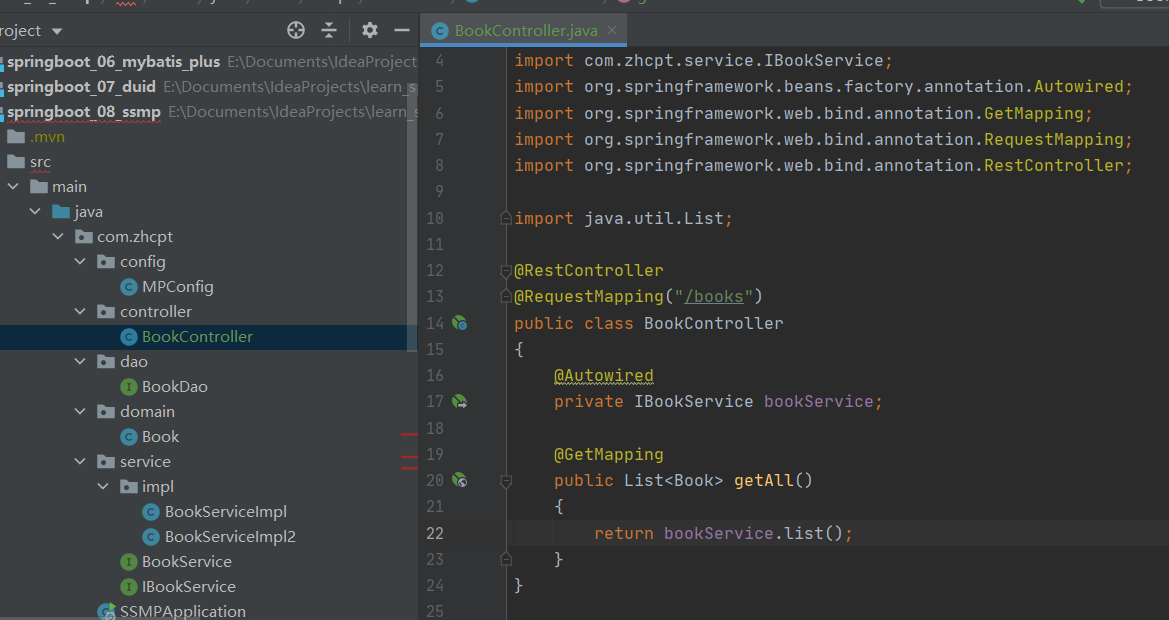 roject
springboot_06_mybatis_plus E:\Documents\IdeaProject
springboot_07_duid E:\Documents\IdeaProjects\learn_s
springboot_08_ssmp E:\Documents\IdeaProjects\learn_s
.mvn
src
main
java
com.zhcpt
config
MPConfig
controller
BookController
dao
BookDao
domain
Book
service
impl
BookServiceImpl
BookServiceImpl2
BookService
IBookService
SSMPApplication
BookController.java
4 import com.zhcpt.service.IBookService;
5 import org.springframework.beans.factory.annotation.Autowired;
6 import org.springframework.web.bind.annotation.GetMapping;
7 import org.springframework.web.bind.annotation.RequestMapping;
8 import org.springframework.web.bind.annotation.RestController;
9
10 import java.util.List;
11
12 @RestController
13 @RequestMapping("/books")
14 public class BookController
15 {
16 @Autowired
17 private IBookService bookService;
18
19 @GetMapping
20 public List<Book> getAll()
21 {
22 return bookService.list();
23 }
24 }
25